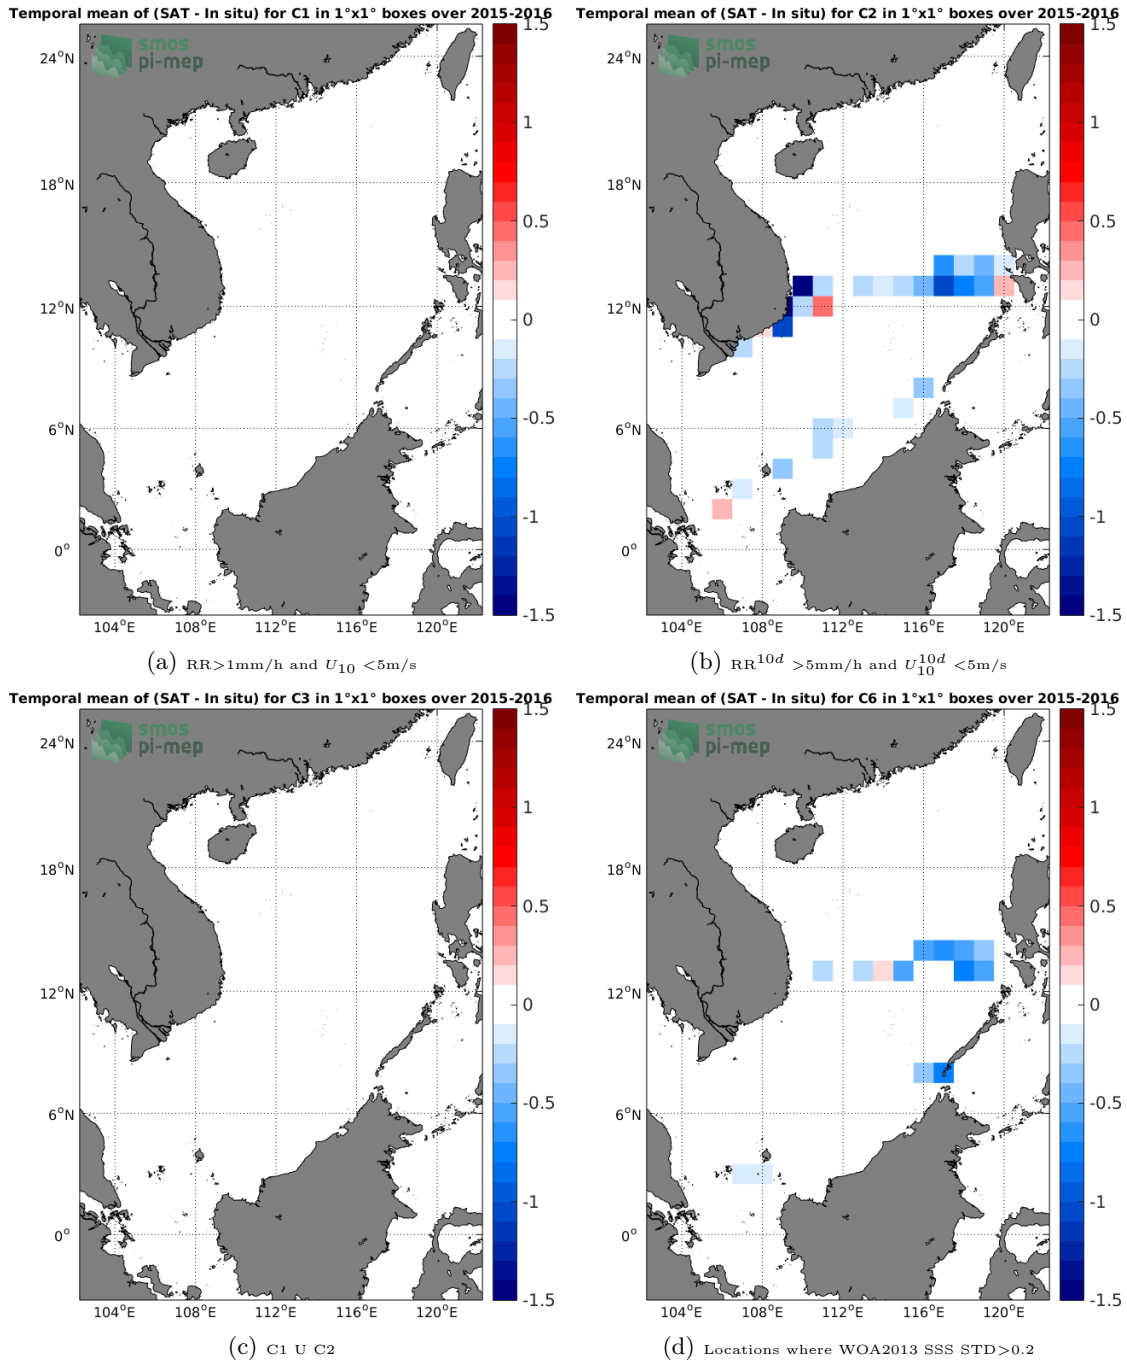 Temporal mean of (SAT - In situ) for C1 in 1°x1° boxes over 2015-2016
smos
pi-mep
24°N
18°N
12°N
6°N
0°
104°E
108°E
112°E
116°E
120°E
1.5
1
0.5
0
-0.5
-1
-1.5
(a) RR>1mm/h and U10 <5m/s
Temporal mean of (SAT - In situ) for C2 in 1°x1° boxes over 2015-2016
smos
pi-mep
24°N
18°N
12°N
6°N
0°
104°E
108°E
112°E
116°E
120°E
1.5
1
0.5
0
-0.5
-1
-1.5
(b) RR10d >5mm/h and U10 10d <5m/s
Temporal mean of (SAT - In situ) for C3 in 1°x1° boxes over 2015-2016
smos
pi-mep
24°N
18°N
12°N
6°N
0°
104°E
108°E
112°E
116°E
120°E
1.5
1
0.5
0
-0.5
-1
-1.5
(c) C1 U C2
Temporal mean of (SAT - In situ) for C6 in 1°x1° boxes over 2015-2016
smos
pi-mep
24°N
18°N
12°N
6°N
0°
104°E
108°E
112°E
116°E
120°E
1.5
1
0.5
0
-0.5
-1
-1.5
(d) Locations where WOA2013 SSS STD>0.2